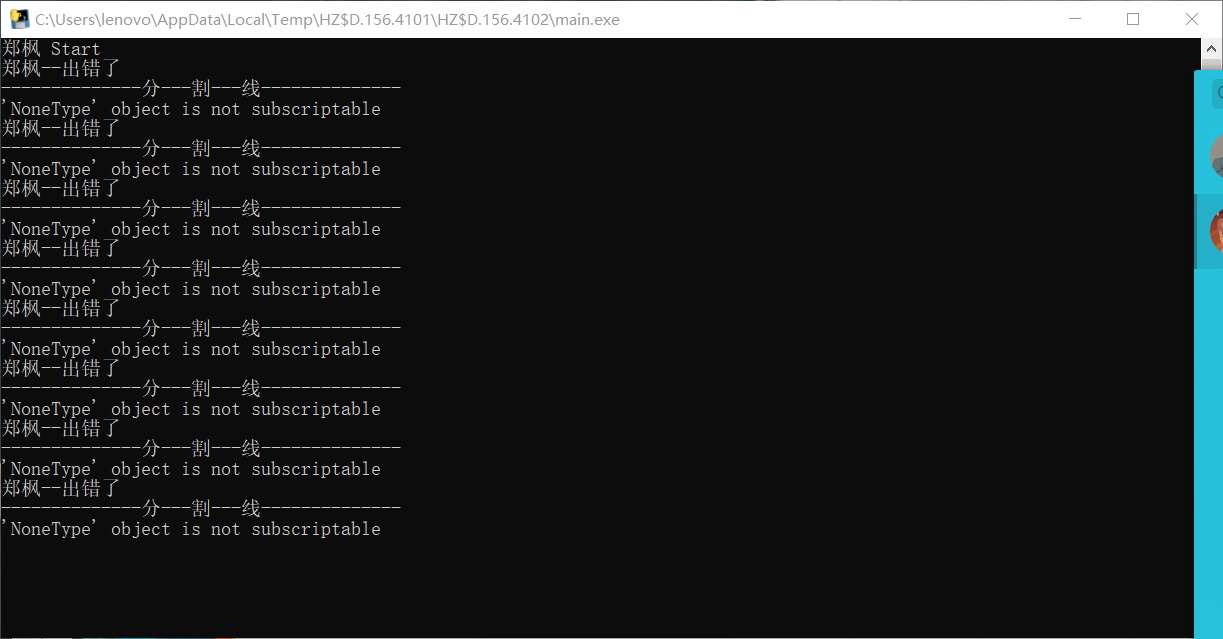 C:\Users\lenovo\AppData\Local\Temp\HZ$D.156.4101\HZ$D.156.4102\main.exe
郑枫 Start
郑枫--出错了
--------------分---割---线--------------
'NoneType' object is not subscriptable
郑枫--出错了
--------------分---割---线--------------
'NoneType' object is not subscriptable
郑枫--出错了
--------------分---割---线--------------
'NoneType' object is not subscriptable
郑枫--出错了
--------------分---割---线--------------
'NoneType' object is not subscriptable
郑枫--出错了
--------------分---割---线--------------
'NoneType' object is not subscriptable
郑枫--出错了
--------------分---割---线--------------
'NoneType' object is not subscriptable
郑枫--出错了
--------------分---割---线--------------
'NoneType' object is not subscriptable
郑枫--出错了
--------------分---割---线--------------
'NoneType' object is not subscriptable